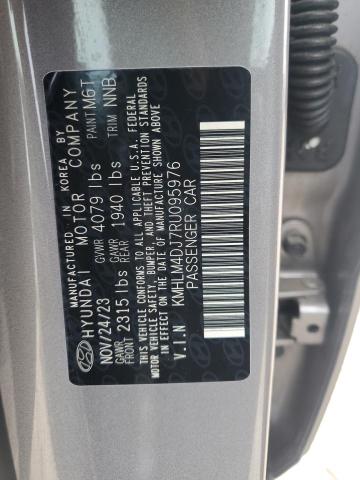 MANUFACTURED IN KOREA BY
HYUNDAI MOTOR COMPANY
NOV/24/23 GVWR 4079 lbs PAINT M6T
GAWR FRONT 2315 lbs GAWR REAR 1940 lbs TRIM NNB
THIS VEHICLE CONFORMS TO ALL APPLICABLE U.S.A. FEDERAL
MOTOR VEHICLE SAFETY, BUMPER, AND THEFT PREVENTION STANDARDS
IN EFFECT ON THE DATE OF MANUFACTURE SHOWN ABOVE
V.I.N KMHLM4DJ7RU095976
PASSENGER CAR